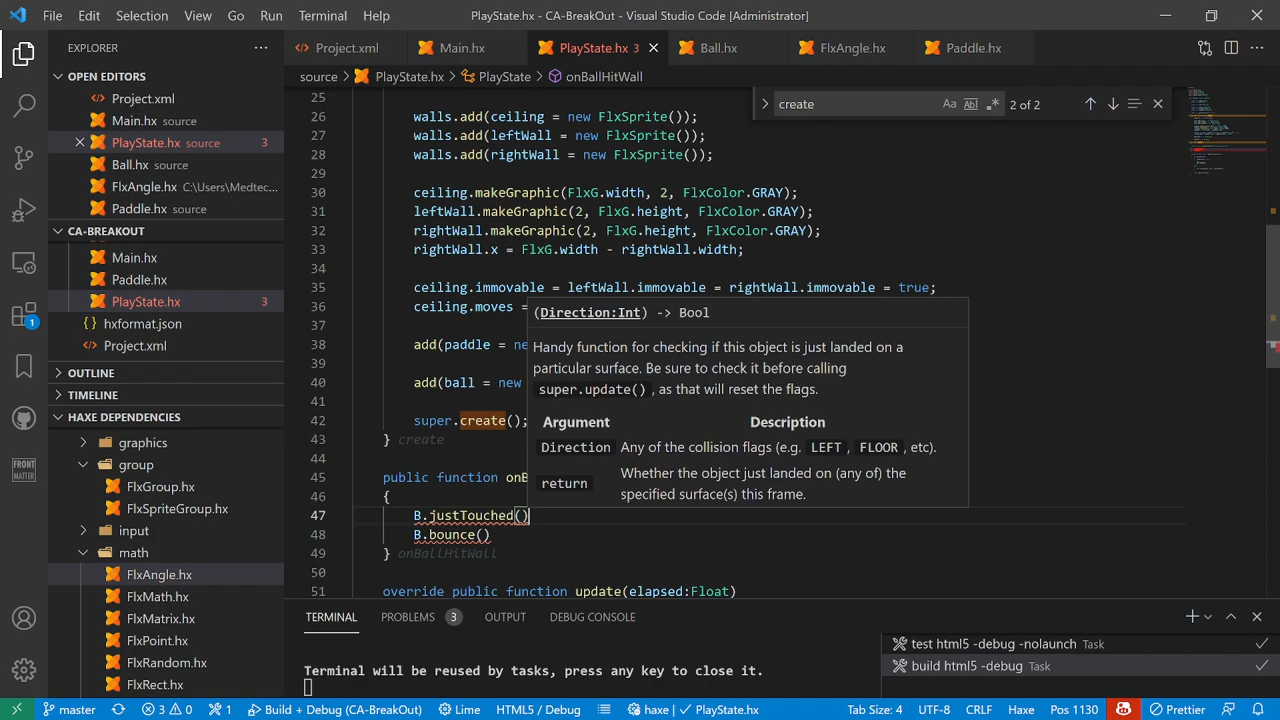 File Edit Selection View Go Run Terminal Help
PlayState.hx - CA-BreakOut - Visual Studio Code [Administrator]
EXPLORER
OPEN EDITORS
Project.xml
Main.hx source
PlayState.hx source 3
Ball.hx source
FlxAngle.hx C:\Users\Medtec...
Paddle.hx source
CA-BREAKOUT
Main.hx
Paddle.hx
PlayState.hx 3
hxformat.json
Project.xml
OUTLINE
TIMELINE
HAXE DEPENDENCIES
graphics
group
FlxGroup.hx
FlxSpriteGroup.hx
input
math
FlxAngle.hx
FlxMath.hx
FlxMatrix.hx
FlxPoint.hx
FlxRandom.hx
FlxRect.hx
1
FRONT MATTER
Project.xml Main.hx PlayState.hx 3 Ball.hx FlxAngle.hx Paddle.hx
source PlayState.hx PlayState onBallHitWall
create Aa Ab 2 of 2
25
26 walls.add(ceiling = new FlxSprite());
27 walls.add(leftWall = new FlxSprite());
28 walls.add(rightWall = new FlxSprite());
29
30 ceiling.makeGraphic(FlxG.width, 2, FlxColor.GRAY);
31 leftWall.makeGraphic(2, FlxG.height, FlxColor.GRAY);
32 rightWall.makeGraphic(2, FlxG.height, FlxColor.GRAY);
33 rightWall.x = FlxG.width - rightWall.width;
34
35 ceiling.immovable = leftWall.immovable = rightWall.immovable = true;
36 ceiling.moves =
37
38 add(paddle = ne
39
40 add(ball = new
41
42 super.create();
43 } create
44
45 public function onB
46 {
47 B.justTouched()
48 B.bounce()
49 } onBallHitWall
50
51 override public function update(elapsed:Float)
(Direction:Int) -> Bool
Handy function for checking if this object is just landed on a
particular surface. Be sure to check it before calling
super.update() , as that will reset the flags.
Argument Description
Direction Any of the collision flags (e.g. LEFT , FLOOR , etc).
return Whether the object just landed on (any of) the
specified surface(s) this frame.
TERMINAL PROBLEMS 3 OUTPUT DEBUG CONSOLE
Terminal will be reused by tasks, press any key to close it.
test html5 -debug -nolaunch Task
build html5 -debug Task
master 3 0 1 Build + Debug (CA-BreakOut) Lime HTML5 / Debug haxe PlayState.hx Tab Size: 4 UTF-8 CRLF Haxe Pos 1130 Prettier